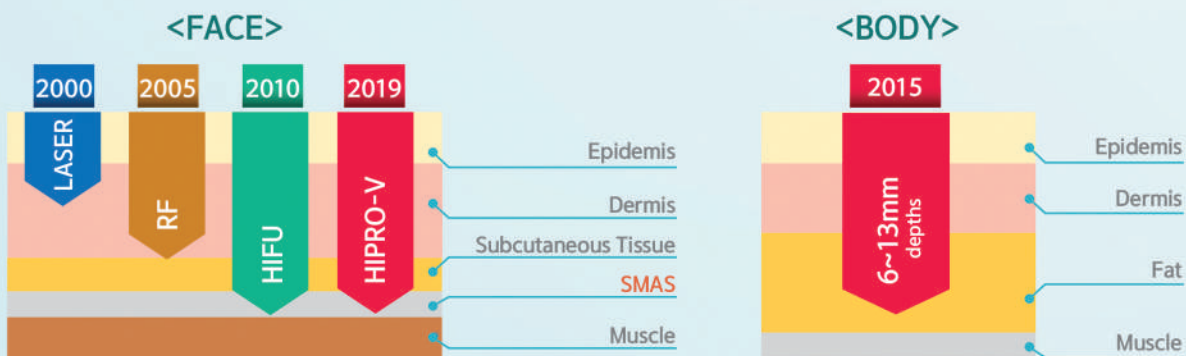 <FACE>
2000
2005
2010
2019
LASER
RF
HIFU
HIPRO-V
Epidemis
Dermis
Subcutaneous Tissue
SMAS
Muscle
<BODY>
2015
6~13mm
depths
Epidemis
Dermis
Fat
Muscle